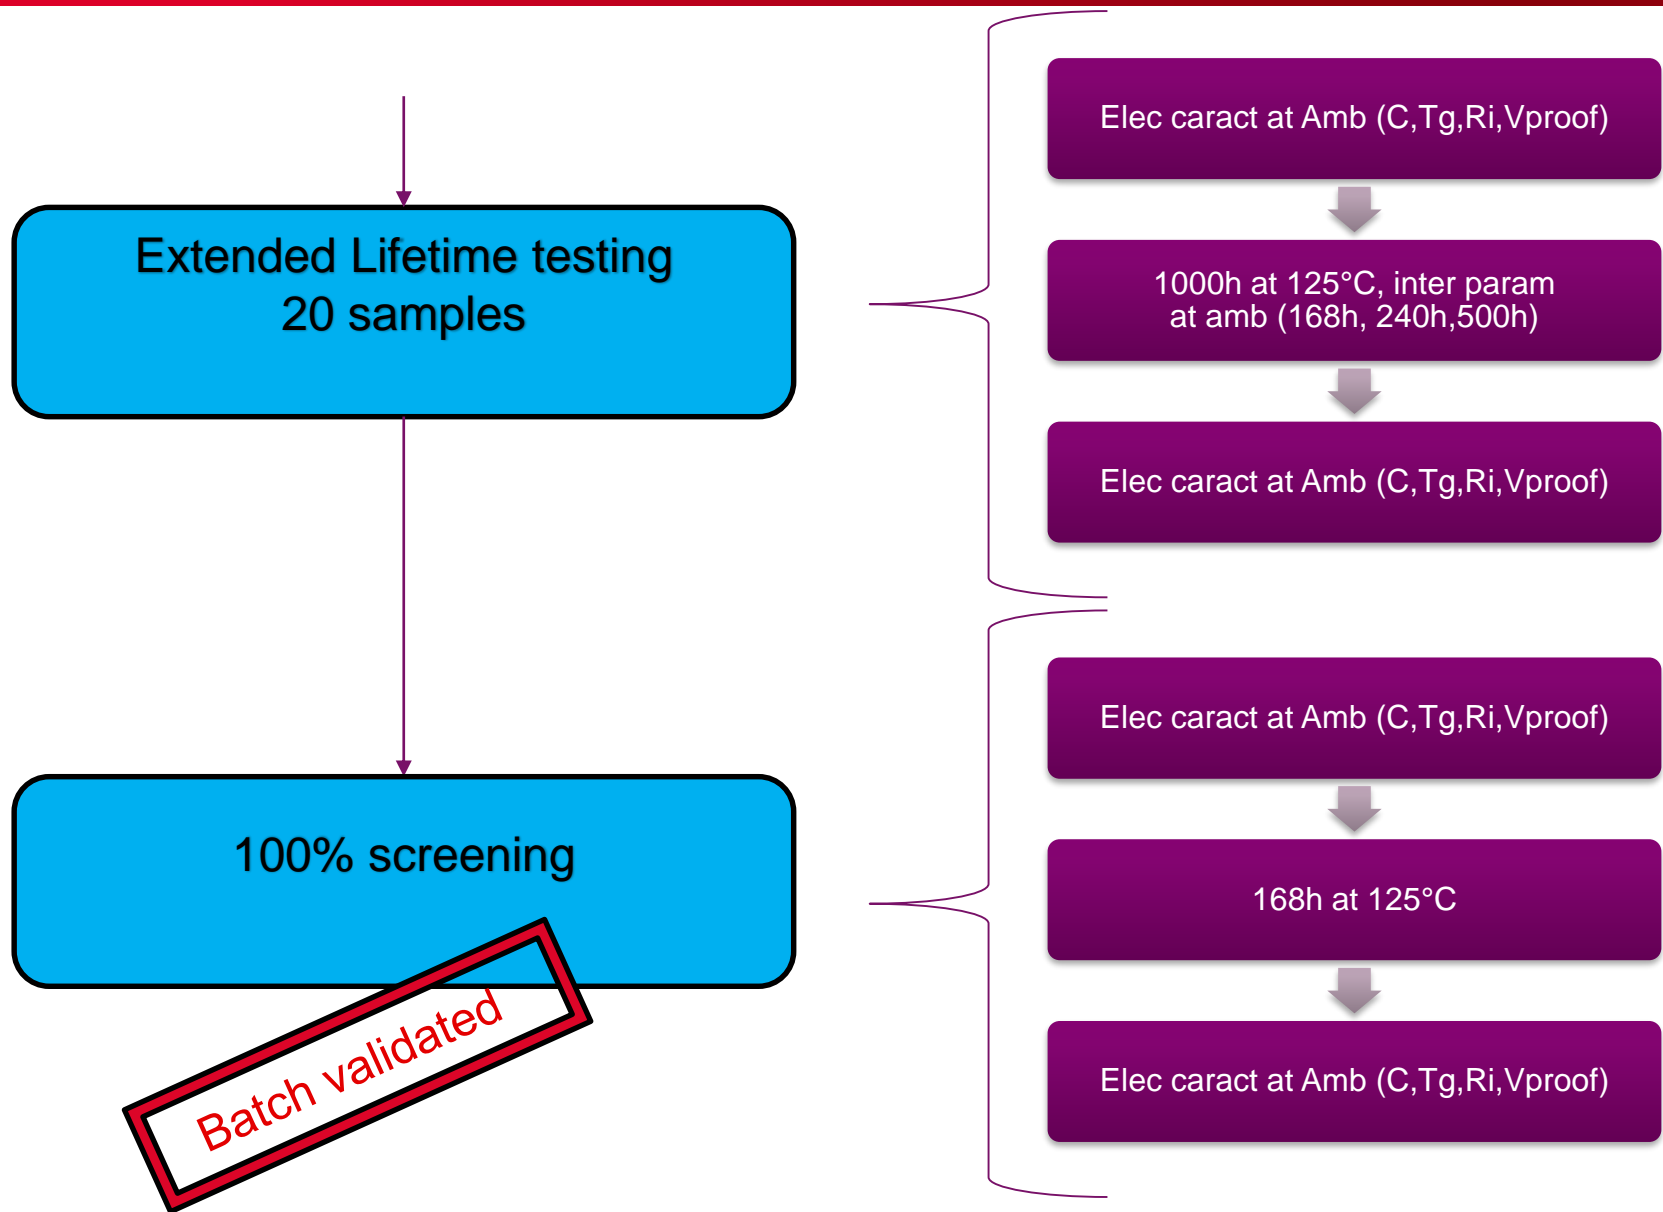 Extended Lifetime testing
20 samples
Elec caract at Amb (C,Tg,Ri,Vproof)
1000h at 125°C, inter param
at amb (168h, 240h,500h)
Elec caract at Amb (C,Tg,Ri,Vproof)
100% screening
Batch validated
Elec caract at Amb (C,Tg,Ri,Vproof)
168h at 125°C
Elec caract at Amb (C,Tg,Ri,Vproof)